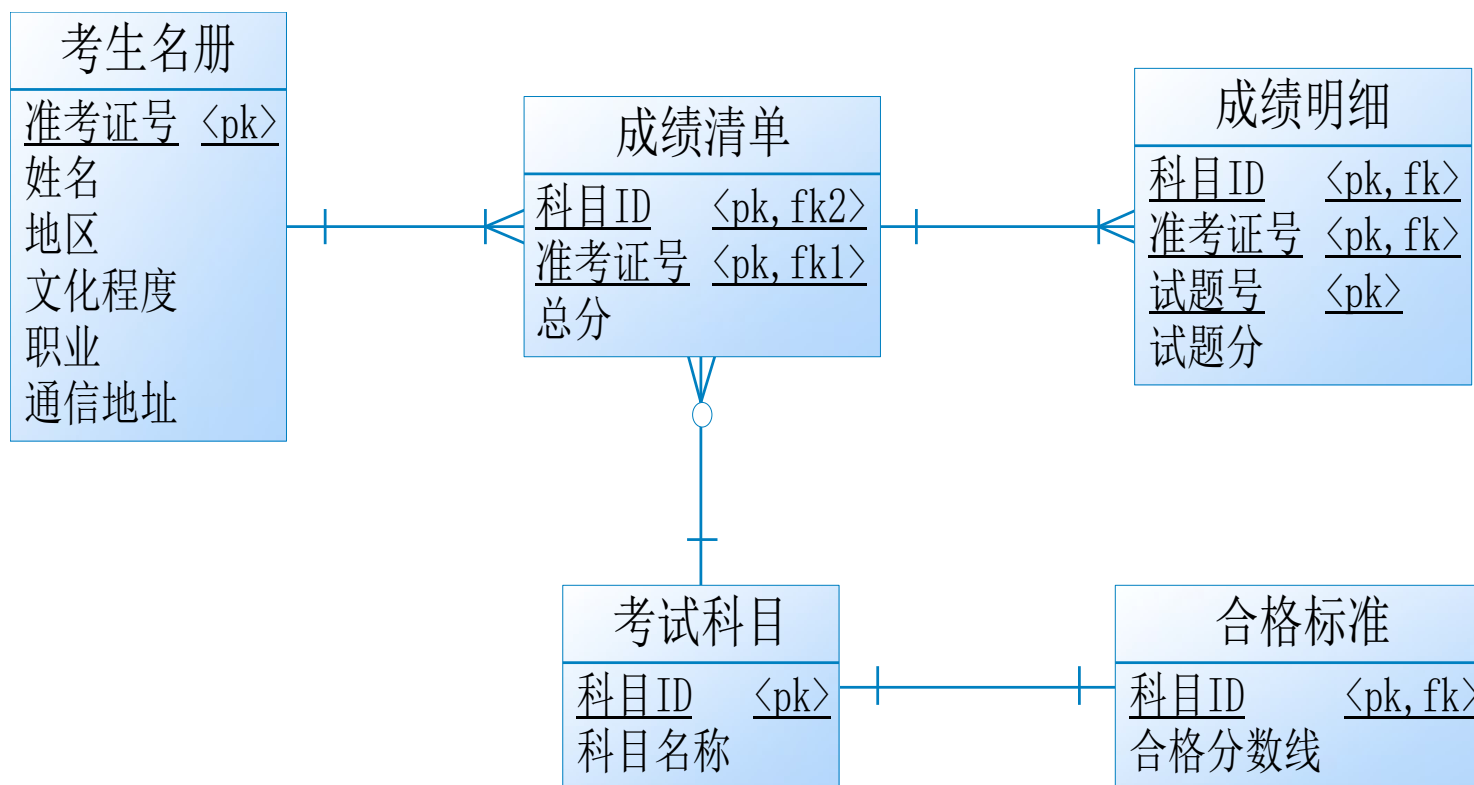 考生名册
准考证号 <pk>
姓名
地区
文化程度
职业
通信地址
成绩清单
科目ID <pk,fk2>
准考证号 <pk,fk1>
总分
成绩明细
科目ID <pk,fk>
准考证号 <pk,fk>
试题号 <pk>
试题分
考试科目
科目ID <pk>
科目名称
合格标准
科目ID <pk,fk>
合格分数线